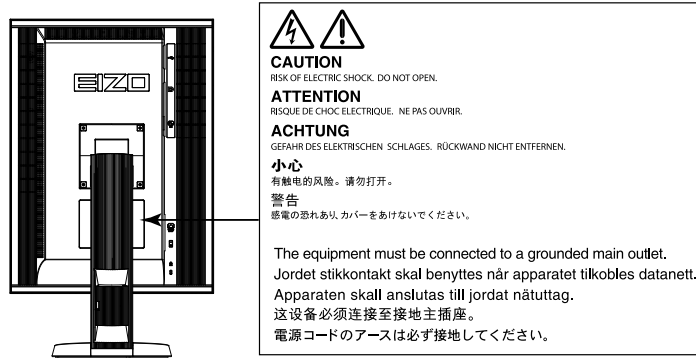 EIZO
CAUTION
RISK OF ELECTRIC SHOCK. DO NOT OPEN.
ATTENTION
RISQUE DE CHOC ELECTRIQUE. NE PAS OUVRIR.
ACHTUNG
GEFAHR DES ELEKTRISCHEN SCHLAGES. RÜCKWAND NICHT ENTFERNEN.
小心
有触电的风险。请勿打开。
警告
感電の恐れあり、カバーをあけないでください。
The equipment must be connected to a grounded main outlet.
Jordet stikkontakt skal benyttes når apparatet tilkobles datanett.
Apparaten skall anslutas till jordat nätuttag.
这设备必须连接至接地主插座。
電源コードのアースは必ず接地してください。